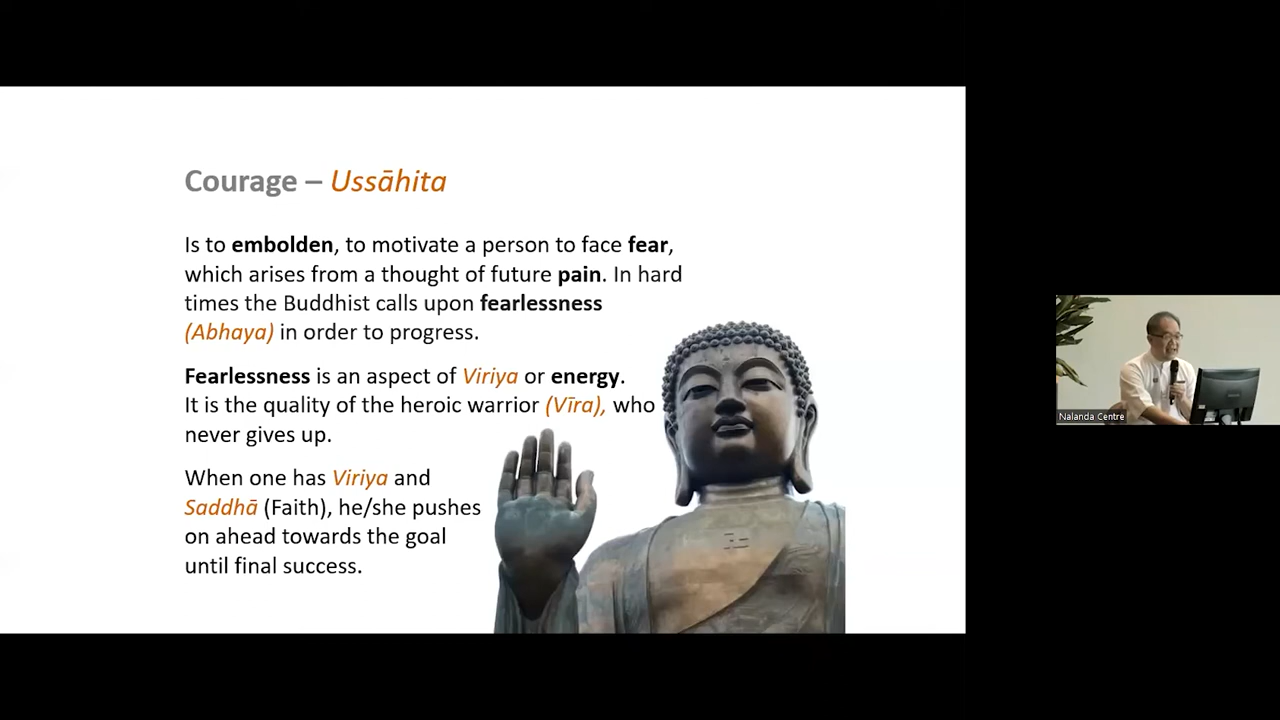 Courage – Ussāhita
Is to embolden, to motivate a person to face fear,
which arises from a thought of future pain. In hard
times the Buddhist calls upon fearlessness
(Abhaya) in order to progress.
Fearlessness is an aspect of Viriya or energy.
It is the quality of the heroic warrior (Vīra), who
never gives up.
When one has Viriya and
Saddhā (Faith), he/she pushes
on ahead towards the goal
until final success.
Nalanda Centre